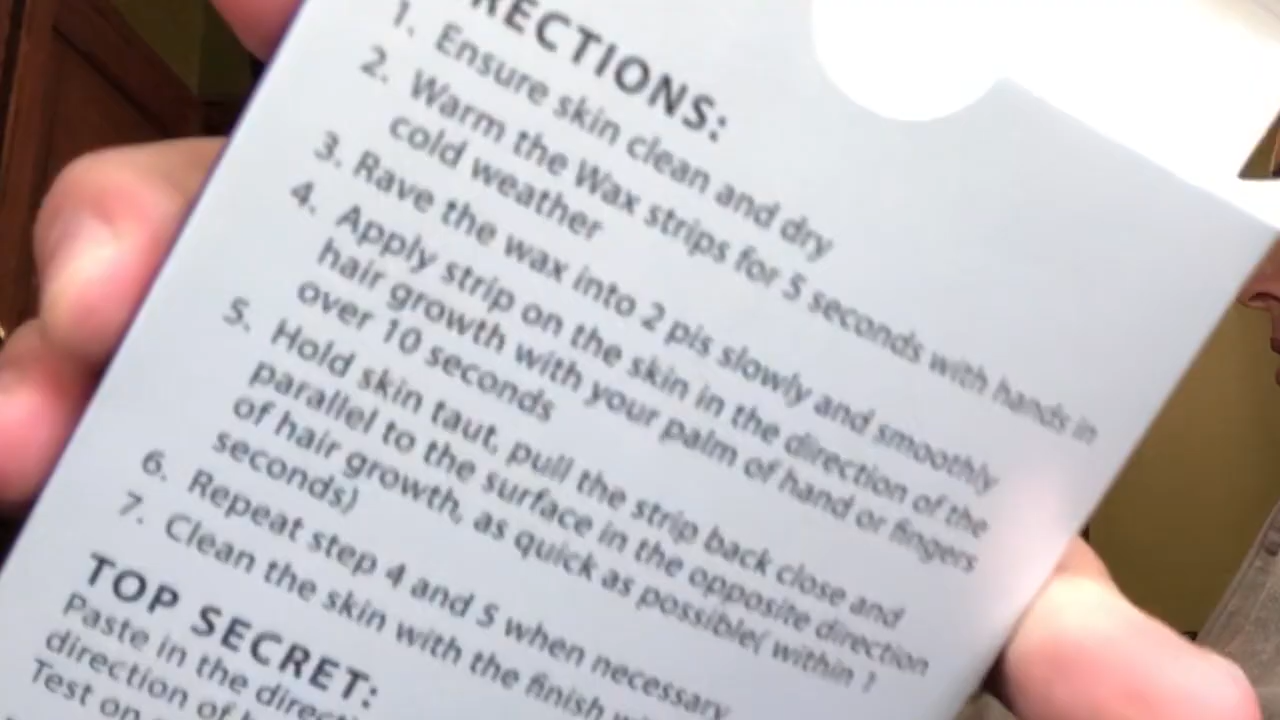 RECTIONS:
1. Ensure skin clean and dry
2. Warm the Wax strips for 5 seconds with hands in
cold weather
3. Rave the wax into 2 pis slowly and smoothly
4. Apply strip on the skin in the direction of the
hair growth with your palm of hand or fingers
over 10 seconds
5. Hold skin taut, pull the strip back close and
parallel to the surface in the opposite direction
of hair growth, as quick as possible( within 1
seconds)
6. Repeat step 4 and 5 when necessary
7. Clean the skin with the finish
TOP SECRET:
Paste in the
direction of
Test on